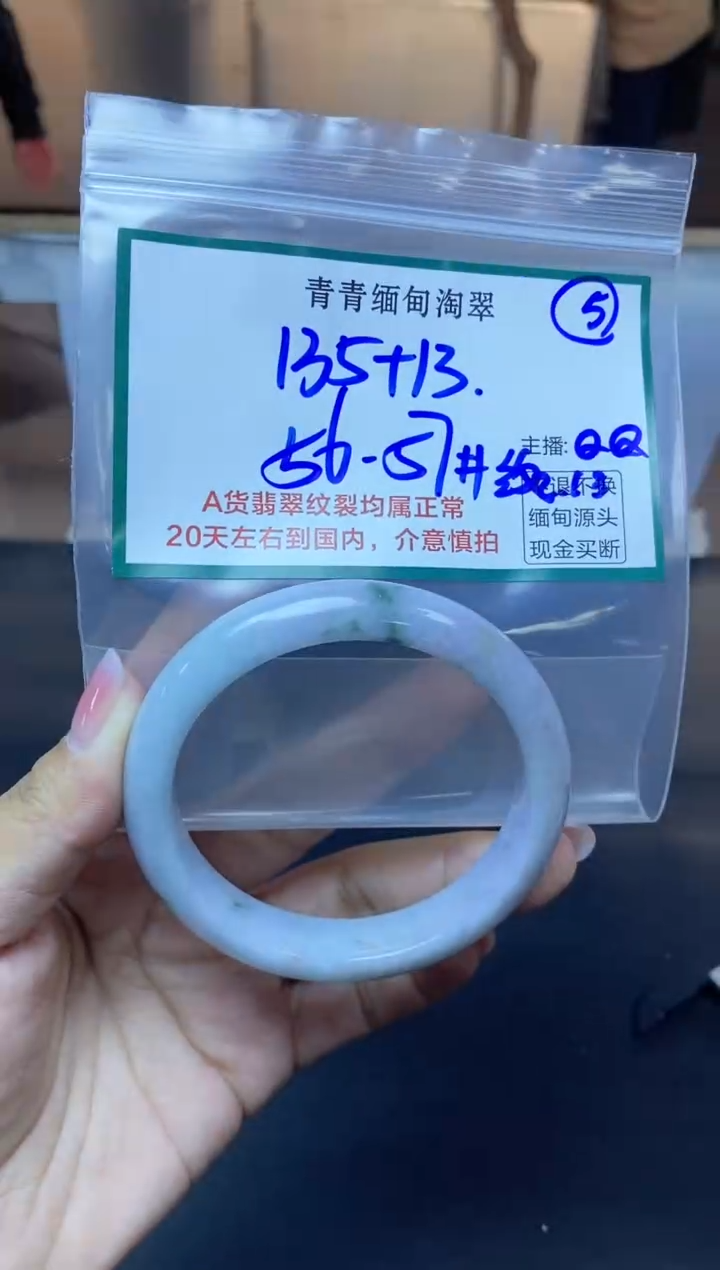 青青缅甸淘翠
5
135+13.
主播: QQ
56-57#纹.
退不换
缅甸源头
现金买断
A货翡翠纹裂均属正常
20天左右到国内，介意慎拍